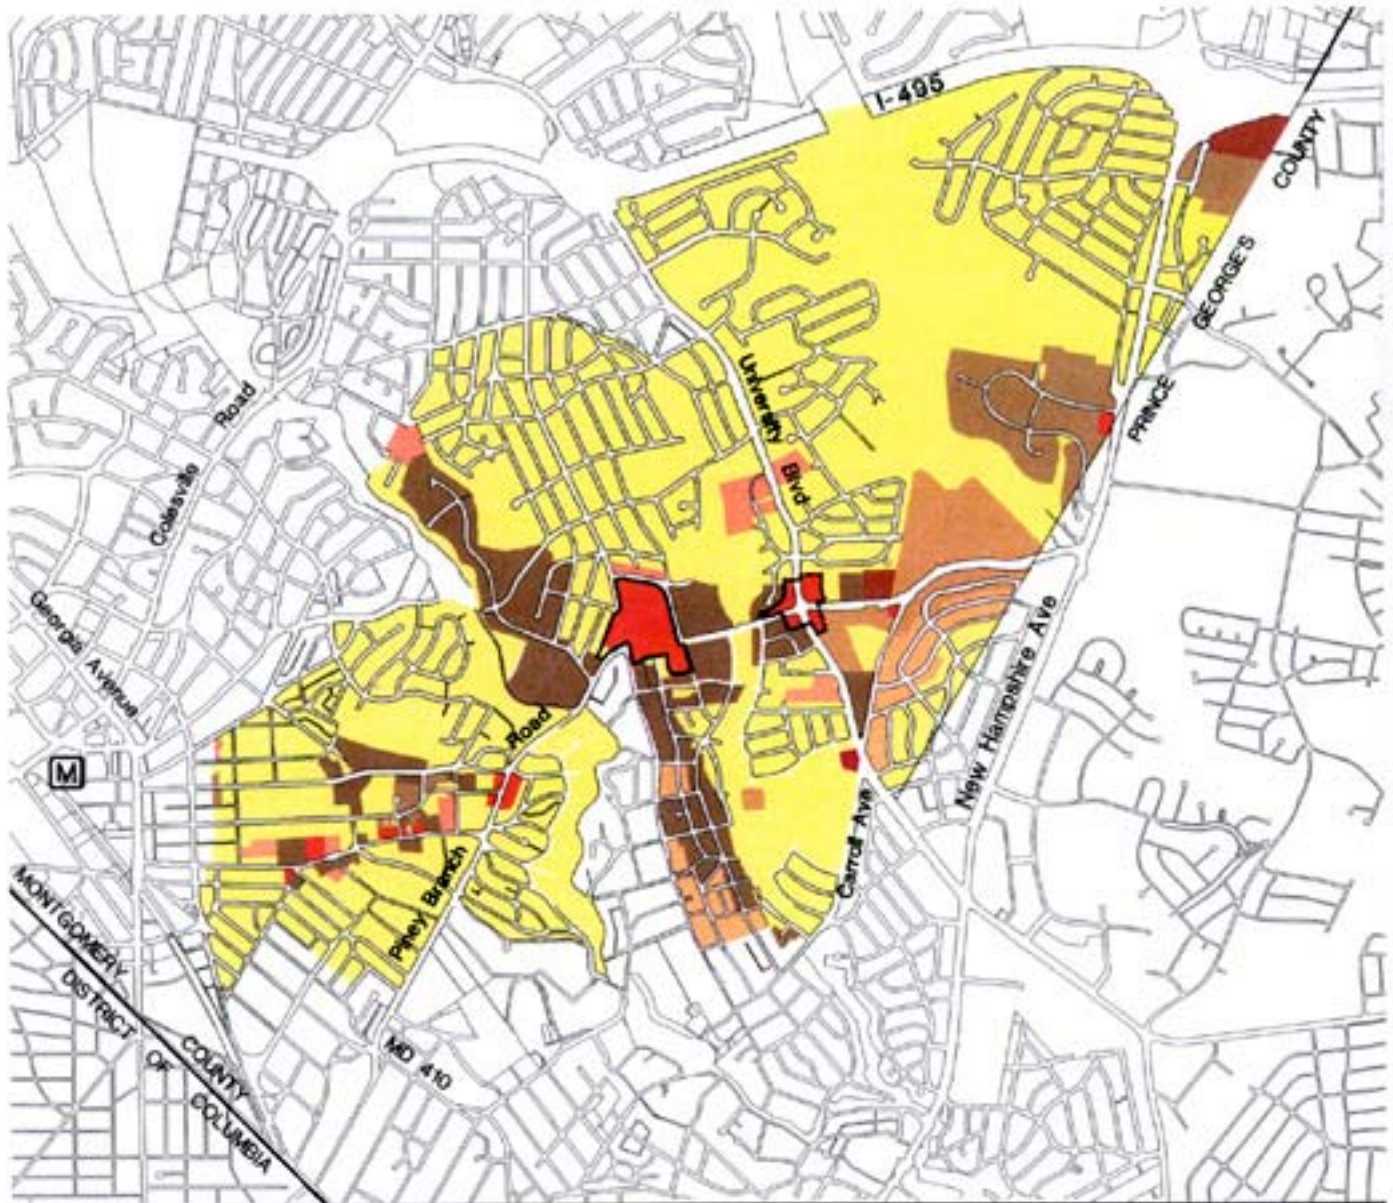 I-495
COUNTY
GEORGE'S
PRINCE
University
Blvd.
Road
Colesville
Georgia Avenue
New Hampshire Ave
Road
M
Carroll Ave
Piney Branch
MONTGOMERY
COUNTY
DISTRICT OF
COLUMBIA
MD 410